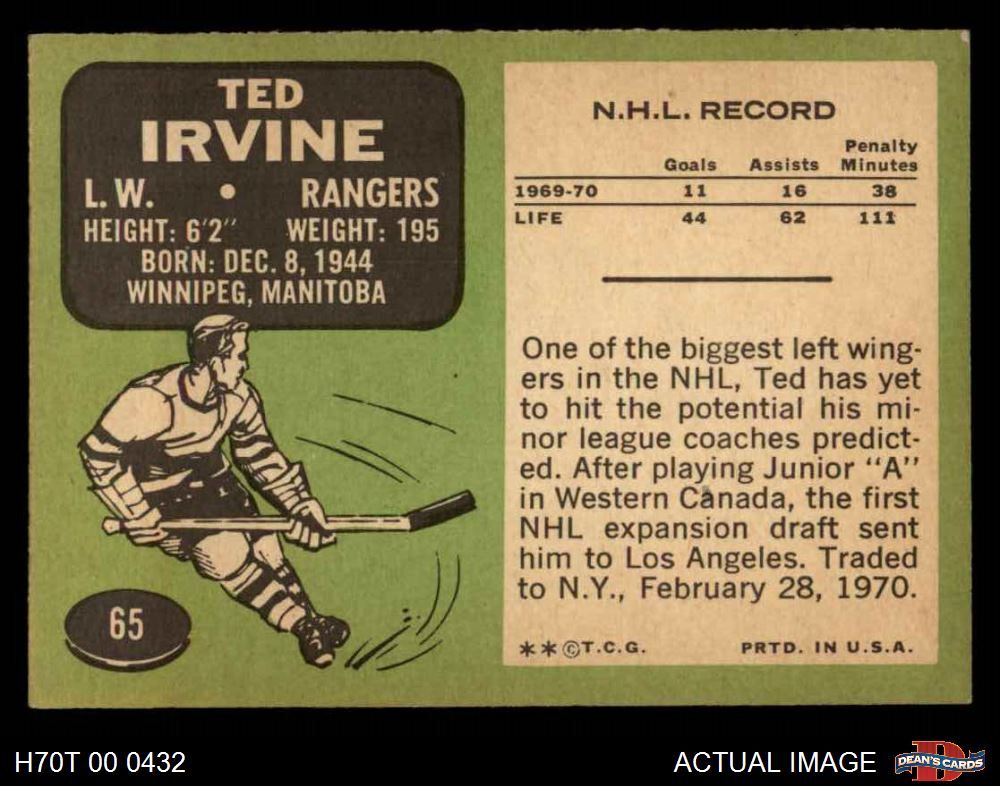 TED
IRVINE
L.W. • RANGERS
HEIGHT: 6'2" WEIGHT: 195
BORN: DEC. 8, 1944
WINNIPEG, MANITOBA
65
N.H.L. RECORD
Goals Assists Penalty Minutes
1969-70 11 16 38
LIFE 44 62 111
One of the biggest left wing-
ers in the NHL, Ted has yet
to hit the potential his mi-
nor league coaches predict-
ed. After playing Junior "A"
in Western Canada, the first
NHL expansion draft sent
him to Los Angeles. Traded
to N.Y., February 28, 1970.
**©T.C.G. PRTD. IN U.S.A.
H70T 00 0432 ACTUAL IMAGE DEAN'S CARDS